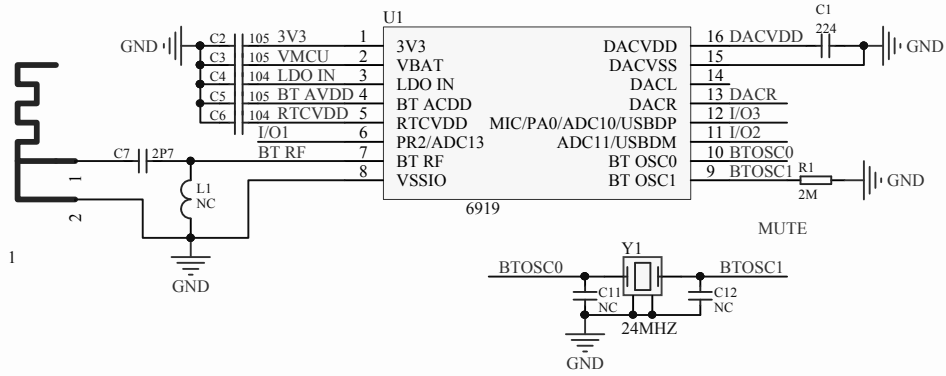 U1
C1
GND
C2 105 3V3 1 3V3 DACVDD 16 DACVDD 224 GND
C3 105 VMCU 2 VBAT DACVSS 15
C4 104 LDO IN 3 LDO IN DACL 14
C5 105 BT AVDD 4 BT ACDD DACR 13 DACR
C6 104 RTCVDD 5 RTCVDD MIC/PA0/ADC10/USBDP 12 I/O3
I/O1 6 PR2/ADC13 ADC11/USBDM 11 I/O2
C7 2P7 BT RF 7 BT RF BT OSC0 10 BTOSC0
1 8 VSSIO BT OSC1 9 BTOSC1 R1 GND
L1
NC
2M
2
6919
MUTE
1
GND
Y1
BTOSC0 BTOSC1
C11 C12
NC NC
24MHZ
GND